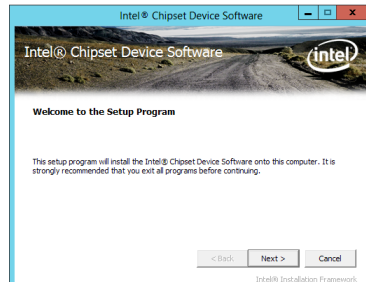 Intel® Chipset Device Software
Intel® Chipset Device Software
intel
Welcome to the Setup Program
This setup program will install the Intel® Chipset Device Software onto this computer. It is
strongly recommended that you exit all programs before continuing.
< Back Next > Cancel
Intel® Installation Framework